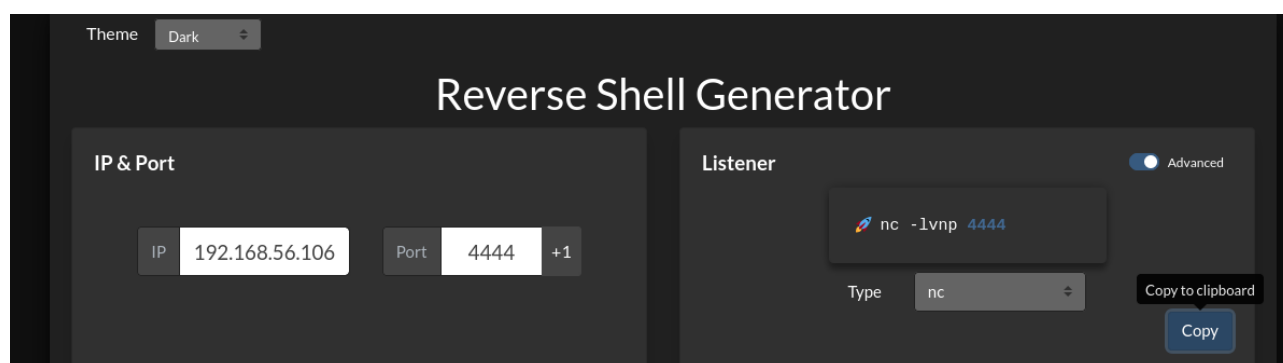 Theme Dark
Reverse Shell Generator
IP & Port
IP 192.168.56.106 Port 4444 +1
Listener
Advanced
🚀 nc -lvnp 4444
Type nc
Copy to clipboard
Copy